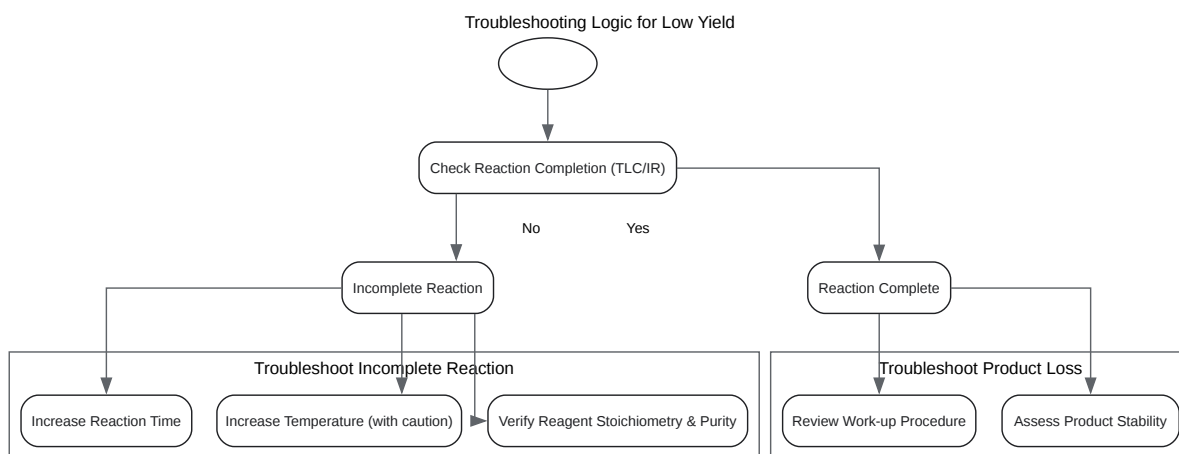 Troubleshooting Logic for Low Yield
Check Reaction Completion (TLC/IR)
No
Yes
Incomplete Reaction
Reaction Complete
Troubleshoot Incomplete Reaction
Troubleshoot Product Loss
Increase Reaction Time
Increase Temperature (with caution)
Verify Reagent Stoichiometry & Purity
Review Work-up Procedure
Assess Product Stability